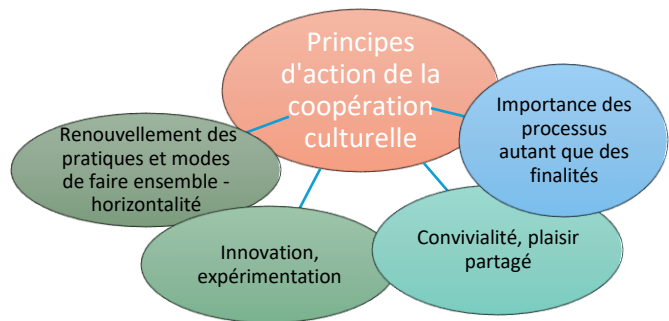 Principes
d'action de la
coopération
culturelle
Importance des
processus
autant que des
finalités
Convivialité, plaisir
partagé
Innovation,
expérimentation
Renouvellement des
pratiques et modes
de faire ensemble -
horizontalité